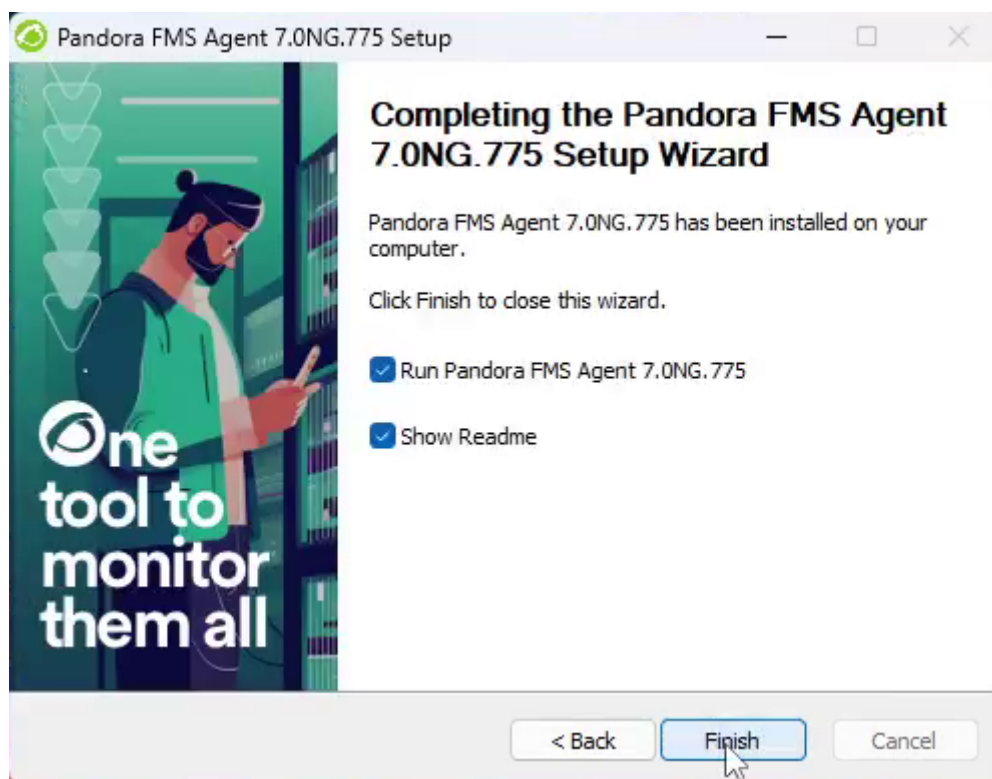 Pandora FMS Agent 7.0NG.775 Setup
Completing the Pandora FMS Agent
7.0NG.775 Setup Wizard
Pandora FMS Agent 7.0NG.775 has been installed on your
computer.
Click Finish to close this wizard.
Run Pandora FMS Agent 7.0NG.775
Show Readme
One
tool to
monitor
them all
< Back
Finish
Cancel